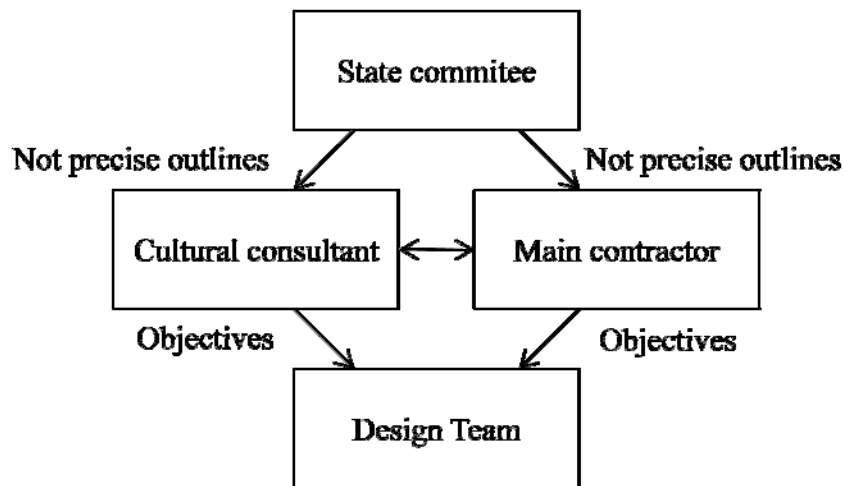 State commitee
Not precise outlines
Not precise outlines
Cultural consultant
Main contractor
Objectives
Objectives
Design Team